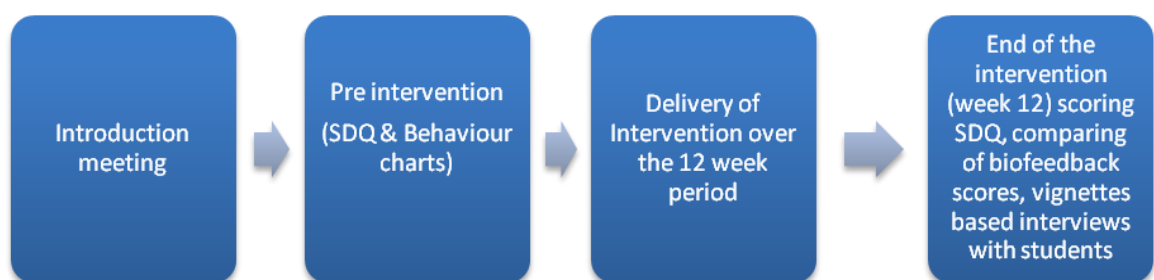 Introduction
meeting
Pre intervention
(SDQ & Behaviour
charts)
Delivery of
Intervention over
the 12 week
period
End of the
intervention
(week 12) scoring
SDQ, comparing
of biofeedback
scores, vignettes
based interviews
with students